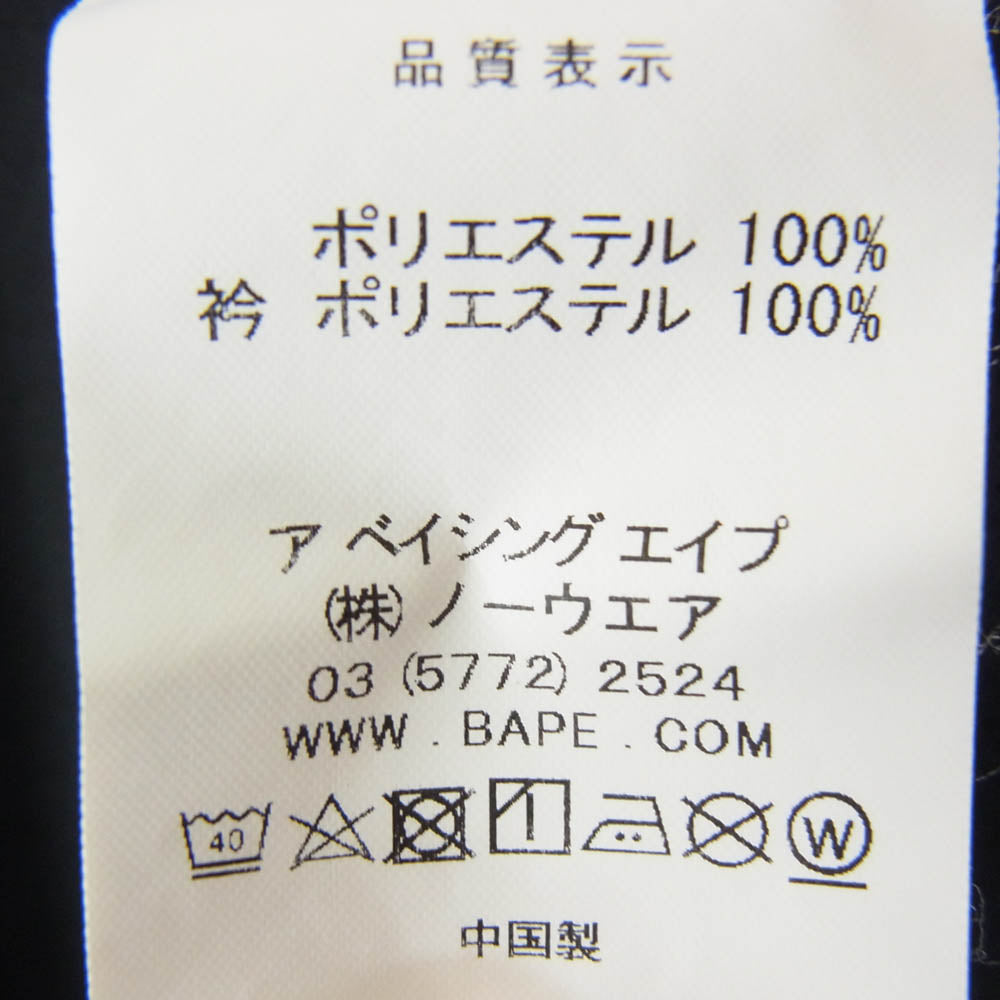 品質表示
ポリエステル 100%
衿 ポリエステル 100%
ア ベイシング エイプ
(株) ノーウエア
03 (5772) 2524
WWW . BAPE . COM
40 W
中国製